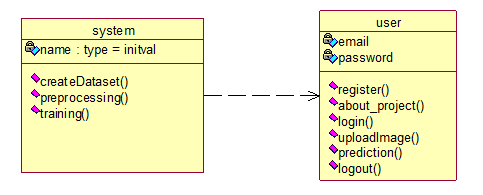 system
name : type = initval
createDataset()
preprocessing()
training()
user
email
password
register()
about_project()
login()
uploadImage()
prediction()
logout()